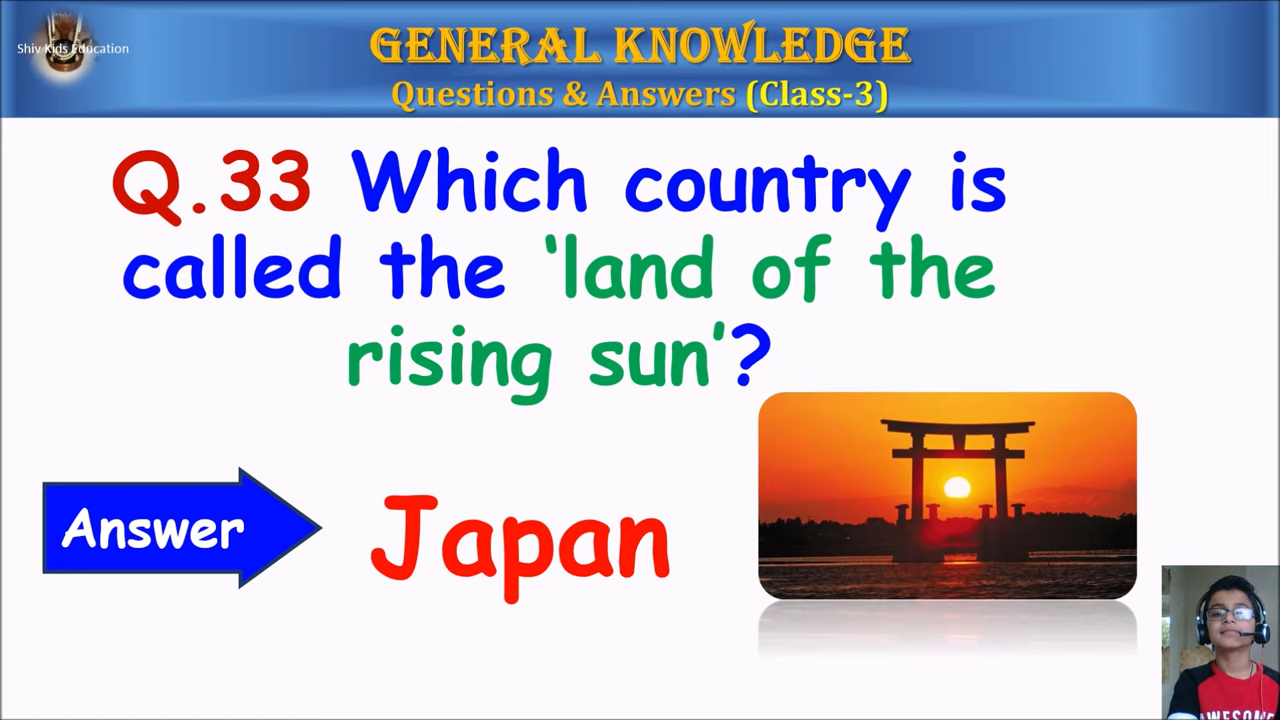 Shiv Kids Education
GENERAL KNOWLEDGE
Questions & Answers (Class-3)
Q.33 Which country is
called the ‘land of the
rising sun’?
Answer
Japan
AWESOME